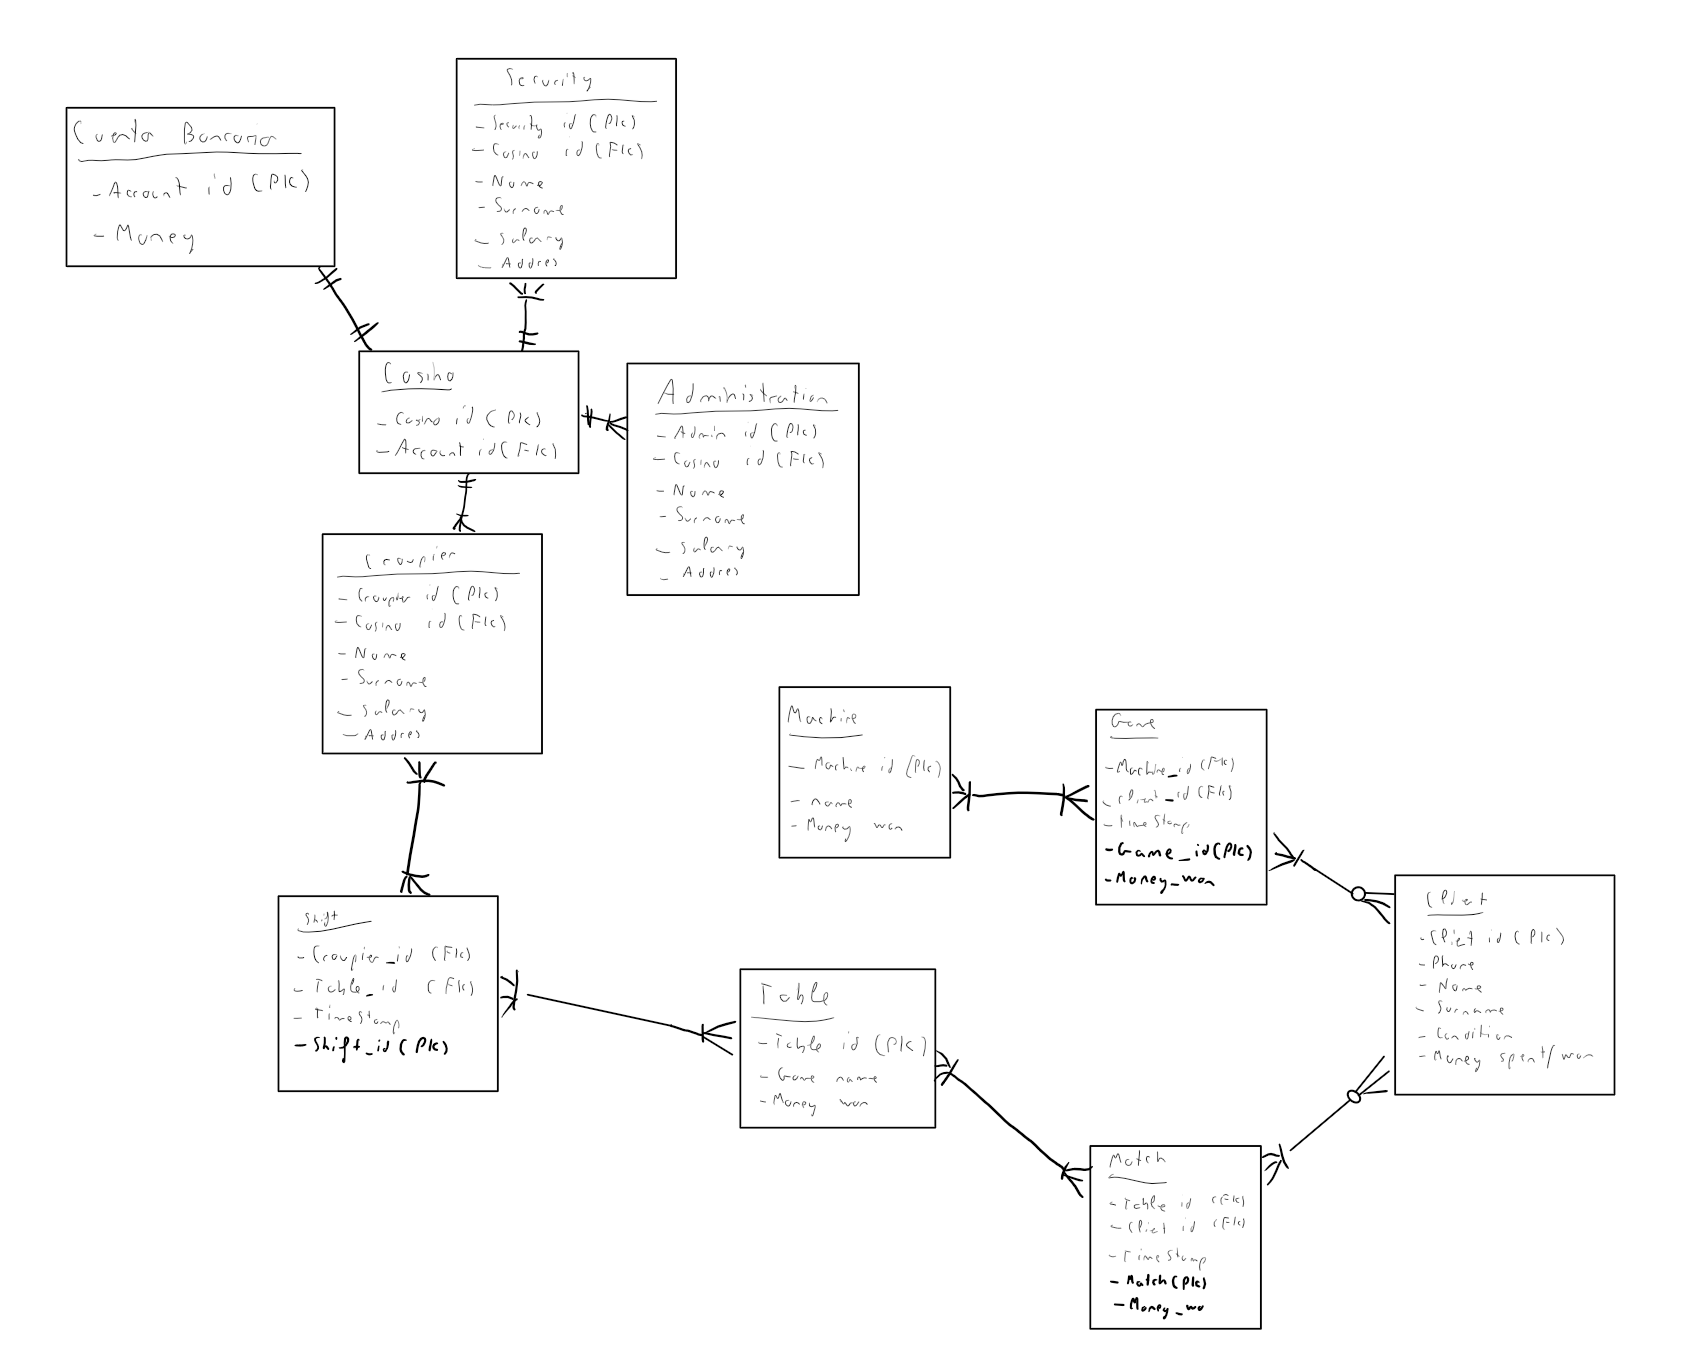 Security
- Security id (PK)
- Casino id (FK)
- Name
- Surname
- Salary
- Addres
Cuenta Bancaria
- Account id (PK)
- Money
Casino
- Casino id (PK)
- Account id (FK)
Administration
- Admin id (PK)
- Casino id (FK)
- Name
- Surname
- Salary
- Addres
Croupier
- Croupier id (PK)
- Casino id (FK)
- Name
- Surname
- Salary
- Addres
Machine
- Machine id (PK)
- name
- Money won
Game
- Machine_id (FK)
- client_id (FK)
- TimeStamp
- Game_id (PK)
- Money_won
Shift
- Croupier_id (FK)
- Table_id (FK)
- TimeStamp
- Shift_id (PK)
Table
- Table id (PK)
- Game name
- Money won
Cliet
- Cliet id (PK)
- Phone
- Name
- Surname
- Condition
- Money spent/won
Match
- Table id (FK)
- Cliet id (FK)
- TimeStamp
- Match (PK)
- Money_wo